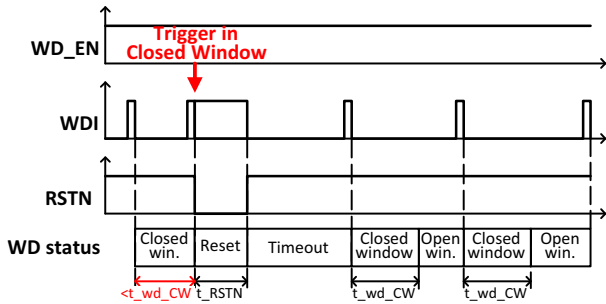 Trigger in
Closed Window
WD_EN
WDI
RSTN
WD status
Closed win.
Reset
Timeout
Closed window
Open win.
Closed window
Open win.
<t_wd_CW
t_RSTN
t_wd_CW
t_wd_CW